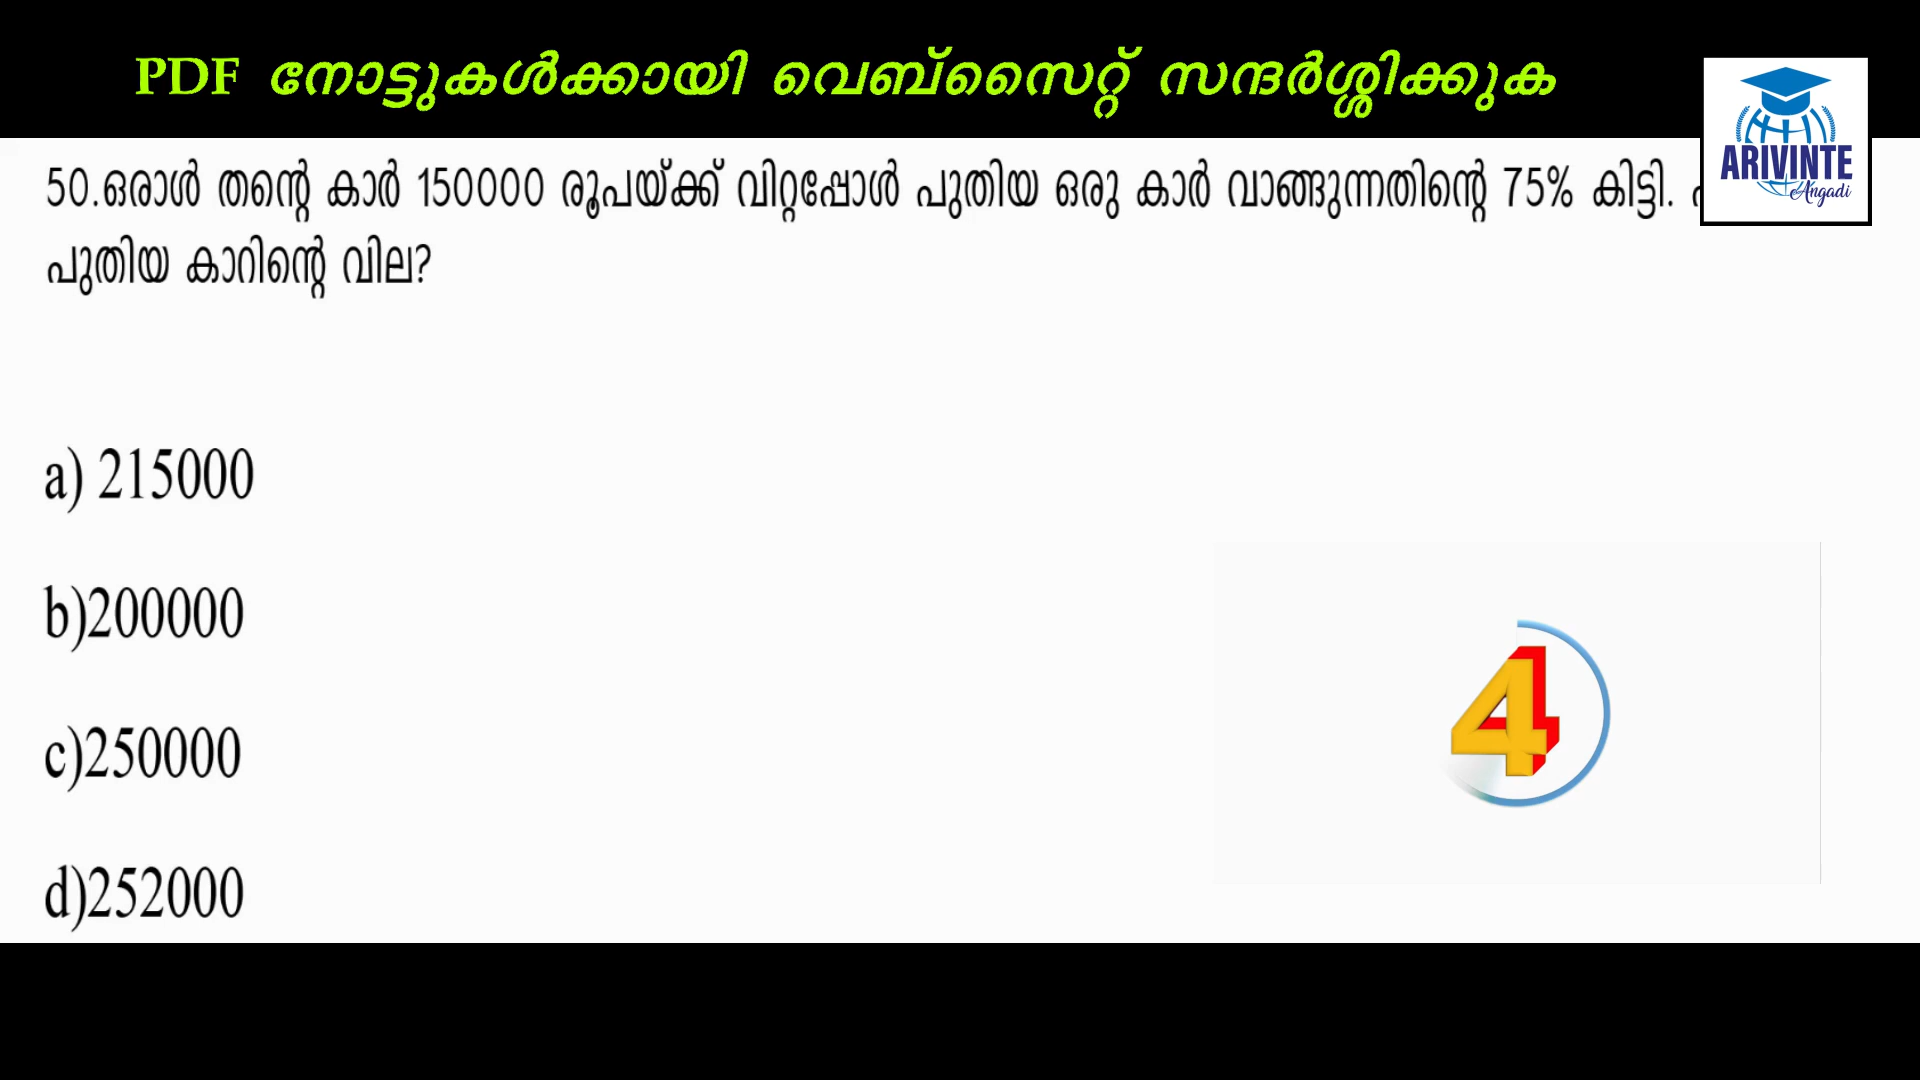 PDF നോട്ടുകൾക്കായി വെബ്സൈറ്റ് സന്ദർശ്ശിക്കുക
ARIVINTE
Angadi
50.ഒരാൾ തന്റെ കാർ 150000 രൂപയ്ക്ക് വിറ്റപ്പോൾ പുതിയ ഒരു കാർ വാങ്ങുന്നതിന്റെ 75% കിട്ടി.
പുതിയ കാറിന്റെ വില?
a) 215000
b)200000
c)250000
d)252000
4